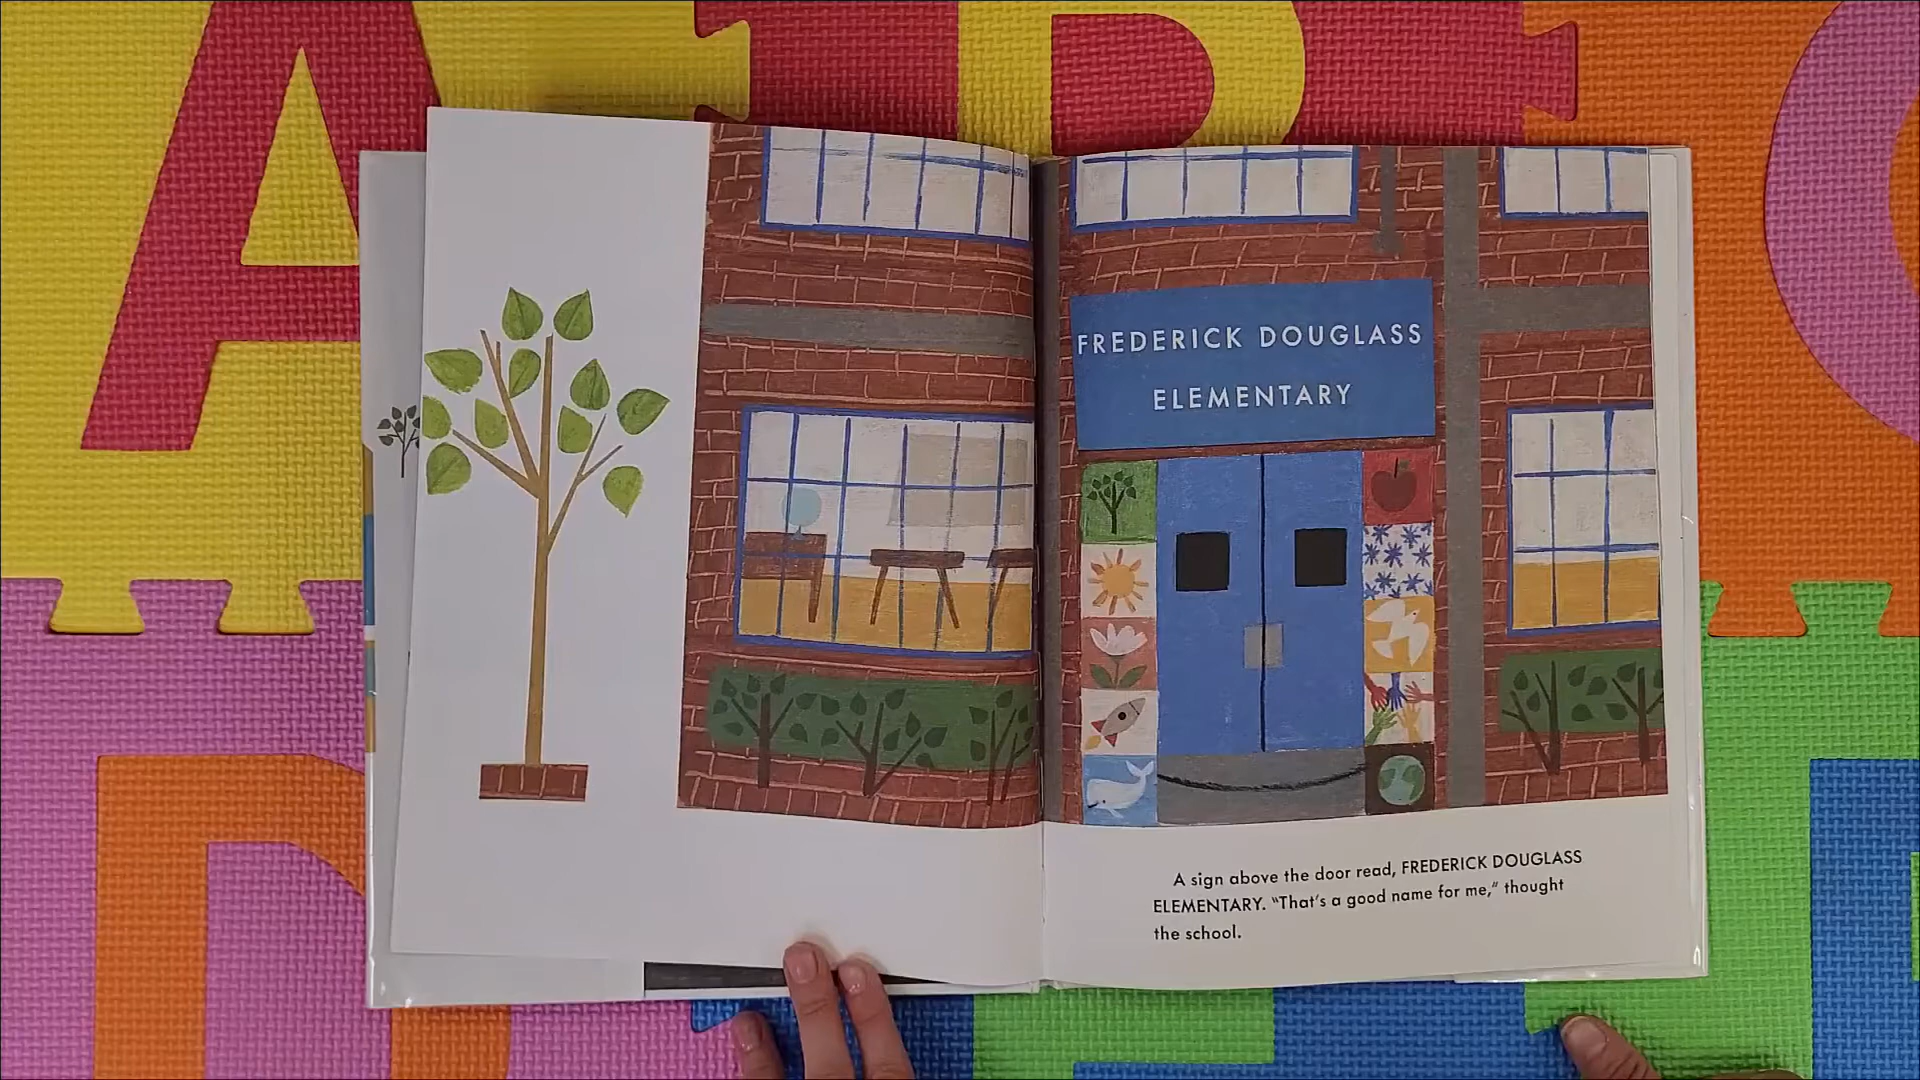 FREDERICK DOUGLASS
ELEMENTARY
A sign above the door read, FREDERICK DOUGLASS
ELEMENTARY. “That’s a good name for me,” thought
the school.